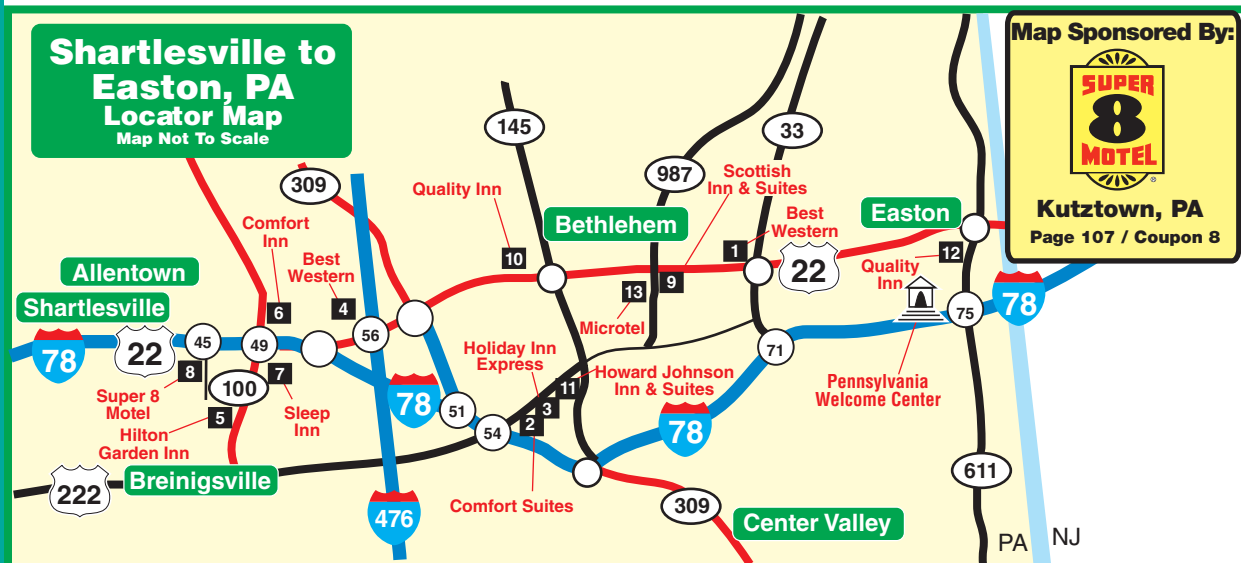 Shartlesville to
Easton, PA
Locator Map
Map Not To Scale
Map Sponsored By:
SUPER
8
MOTEL
®
Kutztown, PA
Page 107 / Coupon 8
145
33
309
987
Scottish
Inn & Suites
Quality Inn
Comfort
Inn
Bethlehem
Best
Western
Easton
Best
Western
10
1
22
12
Quality
Inn
Allentown
Shartlesville
6
4
13
9
Microtel
78
22
45
49
56
75
78
71
8
100
7
Holiday Inn
Express
11
Howard Johnson
Inn & Suites
Pennsylvania
Welcome Center
Super 8
Motel
5
Sleep
Inn
78
51
3
2
54
78
Hilton
Garden Inn
Breinigsville
222
476
Comfort Suites
309
Center Valley
611
PA
NJ